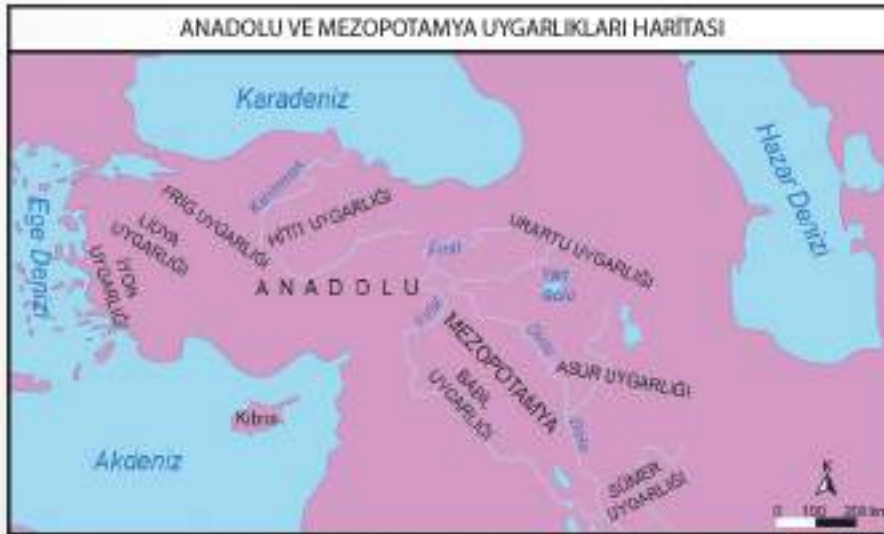 ANADOLU VE MEZOPOTAMYA UYGARLIKLARI HARİTASI
Karadeniz
Hazar Denizi
Ege Denizi
FRİG UYGARLIĞI
HİTİT UYGARLIĞI
LİDYA
UYGARLIĞI
İYON
UYGARLIĞI
URARTU UYGARLIĞI
Fırat
ANADOLU
Fırat
MEZOPOTAMYA
Dicle
ASUR UYGARLIĞI
BABİL
UYGARLIĞI
Dicle
Kıbrıs
Akdeniz
SÜMER
UYGARLIĞI
K
0 100 200 km